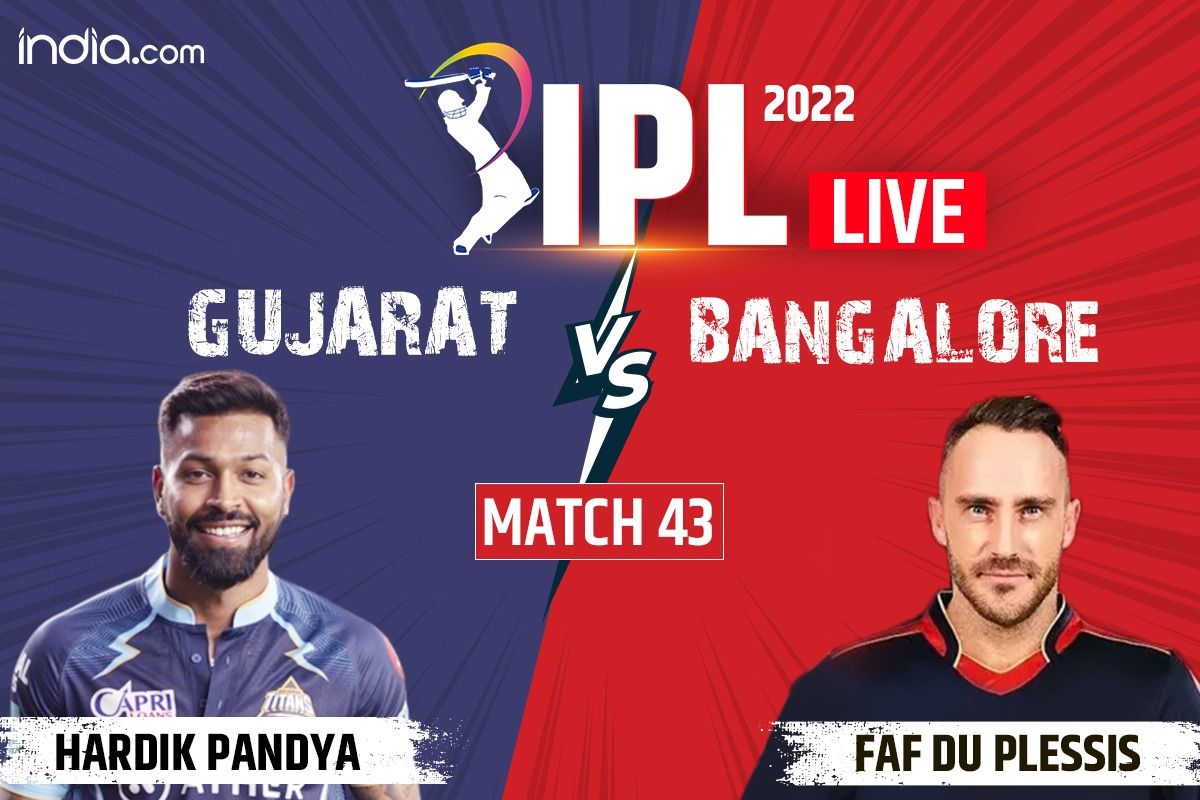 india.com
IPL
2022
LIVE
GUJARAT
VS
BANGALORE
MATCH 43
CAPRI
LOANS
TITANS
HARDIK PANDYA
FAF DU PLESSIS